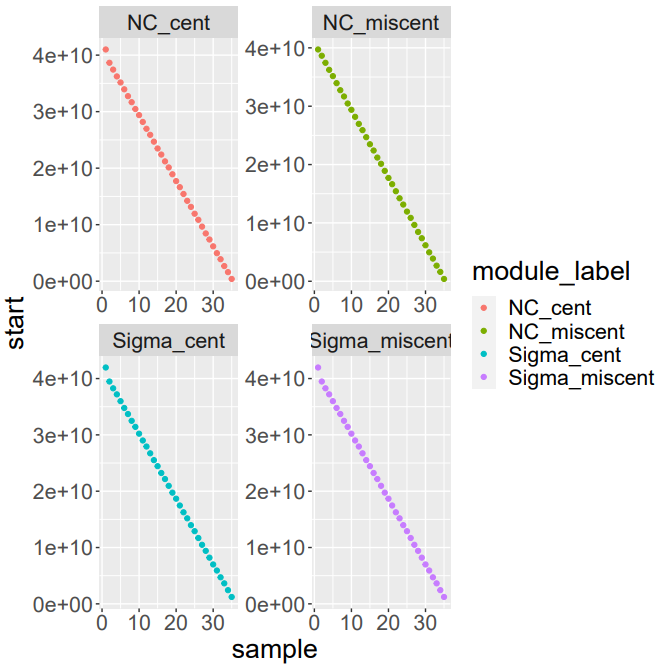 NC_cent
NC_miscent
4e+10
3e+10
2e+10
1e+10
0e+00
0 10 20 30
4e+10
3e+10
2e+10
1e+10
0e+00
0 10 20 30
start
Sigma_cent
Sigma_miscent
4e+10
3e+10
2e+10
1e+10
0e+00
0 10 20 30
4e+10
3e+10
2e+10
1e+10
0e+00
0 10 20 30
sample
module_label
NC_cent
NC_miscent
Sigma_cent
Sigma_miscent